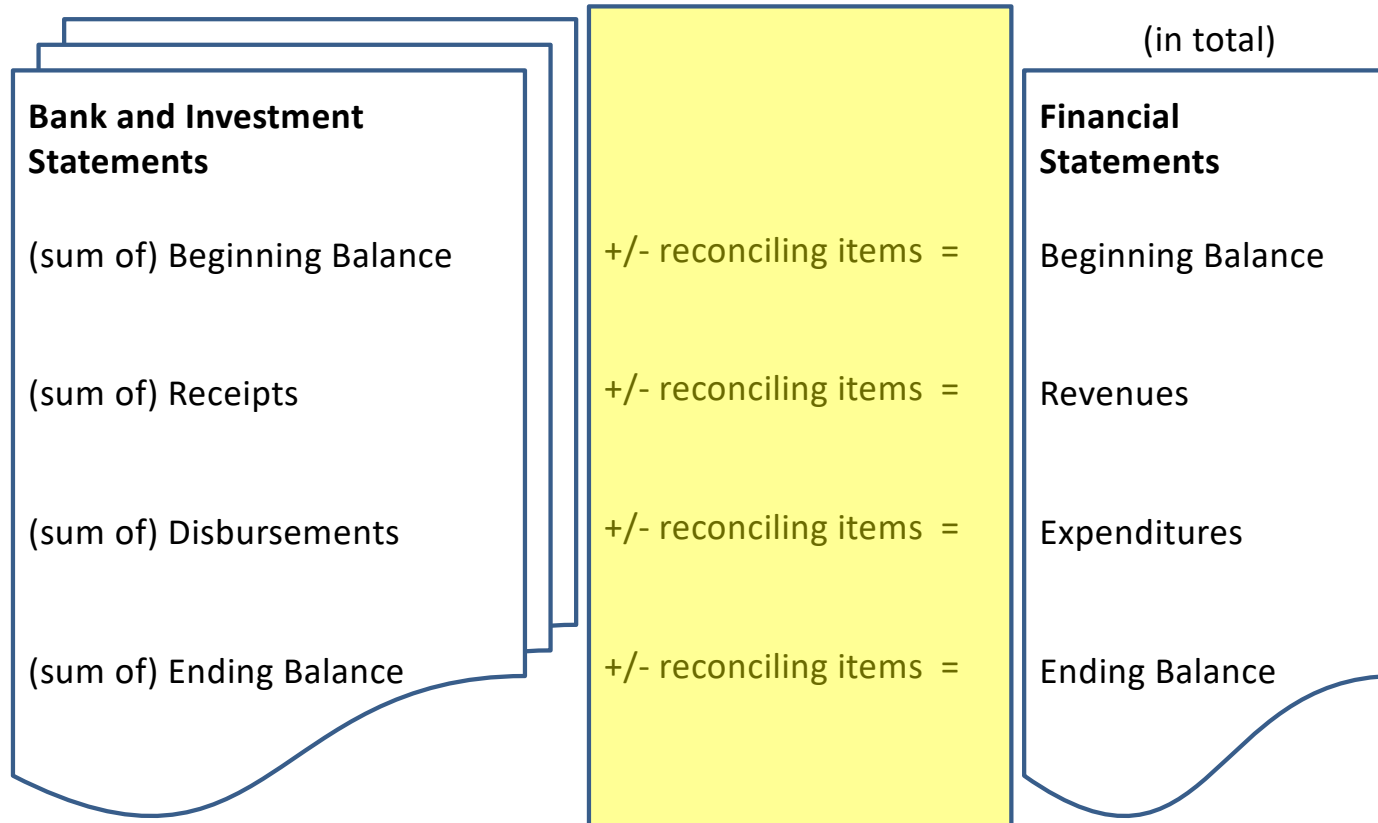 (in total)
Bank and Investment
Statements
Financial
Statements
(sum of) Beginning Balance
+/- reconciling items =
Beginning Balance
(sum of) Receipts
+/- reconciling items =
Revenues
(sum of) Disbursements
+/- reconciling items =
Expenditures
(sum of) Ending Balance
+/- reconciling items =
Ending Balance